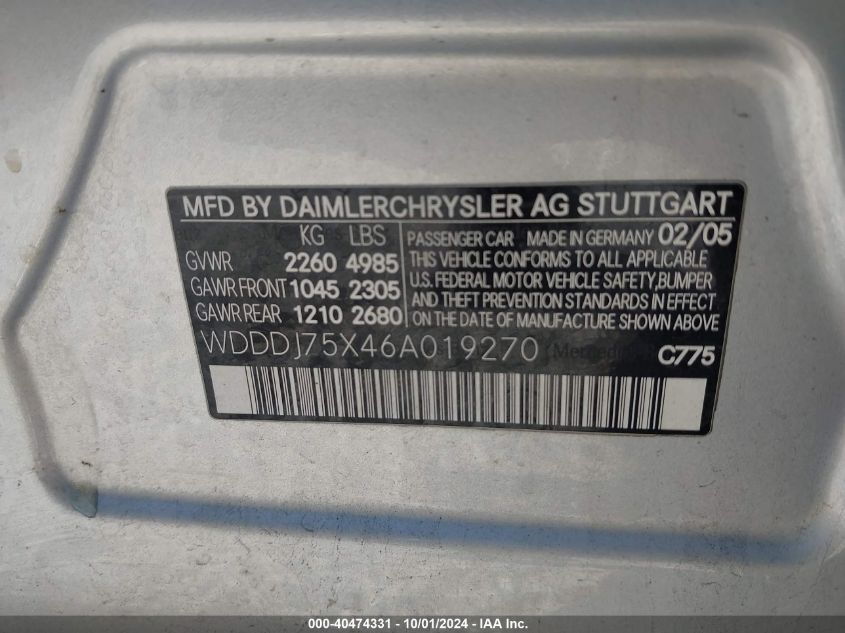 MFD BY DAIMLERCHRYSLER AG STUTTGART
KG LBS
GVWR 2260 4985
GAWR FRONT 1045 2305
GAWR REAR 1210 2680
PASSENGER CAR MADE IN GERMANY 02/05
THIS VEHICLE CONFORMS TO ALL APPLICABLE
U.S. FEDERAL MOTOR VEHICLE SAFETY, BUMPER
AND THEFT PREVENTION STANDARDS IN EFFECT
ON THE DATE OF MANUFACTURE SHOWN ABOVE
WDDDJ75X46A019270
C775
000-40474331 - 10/01/2024 - IAA Inc.